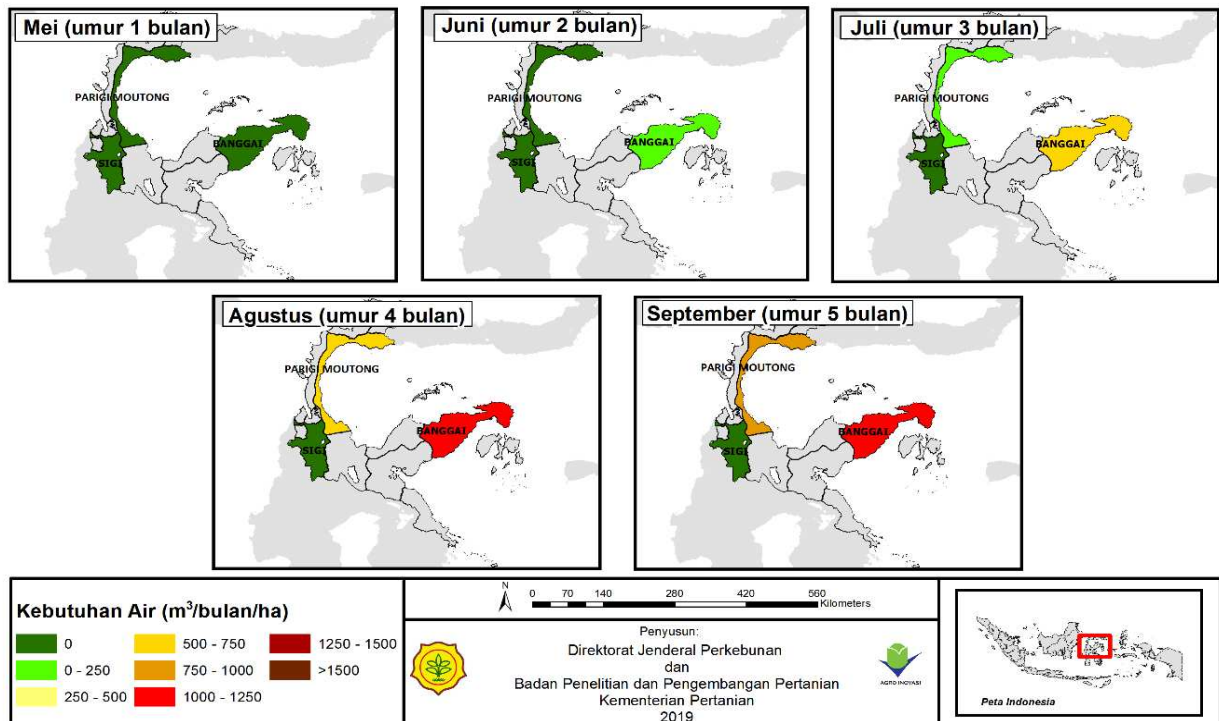 Mei (umur 1 bulan)
PARIGI MOUTONG
BANGGAI
SIGI
Juni (umur 2 bulan)
PARIGI MOUTONG
BANGGAI
SIGI
Juli (umur 3 bulan)
PARIGI MOUTONG
BANGGAI
SIGI
Agustus (umur 4 bulan)
PARIGI MOUTONG
BANGGAI
SIGI
September (umur 5 bulan)
PARIGI MOUTONG
BANGGAI
SIGI
Kebutuhan Air (m³/bulan/ha)
0
0 - 250
250 - 500
500 - 750
750 - 1000
1000 - 1250
1250 - 1500
>1500
N
0 70 140 280 420 560
Kilometers
Penyusun:
Direktorat Jenderal Perkebunan
dan
Badan Penelitian dan Pengembangan Pertanian
Kementerian Pertanian
2019
AGRO INOVASI
Peta Indonesia